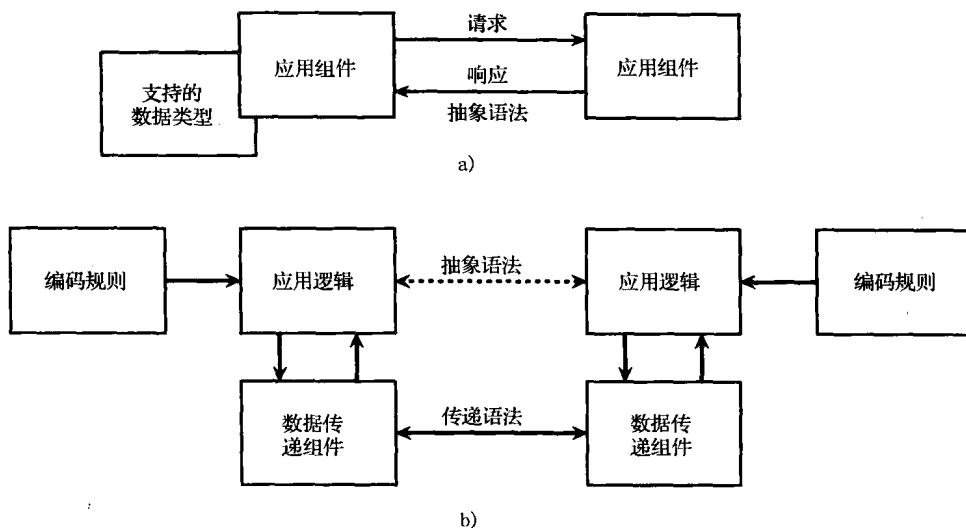 请求
应用组件
应用组件
响应
支持的
数据类型
抽象语法
a)
编码规则
应用逻辑
抽象语法
应用逻辑
编码规则
数据传
递组件
传递语法
数据传
递组件
b)